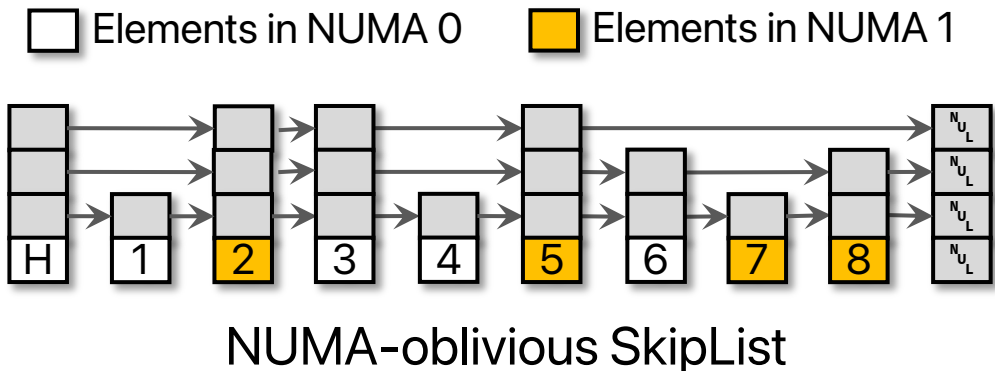 Elements in NUMA 0 Elements in NUMA 1
NUL
NUL
NUL
H 1 2 3 4 5 6 7 8 NUL
NUMA-oblivious SkipList